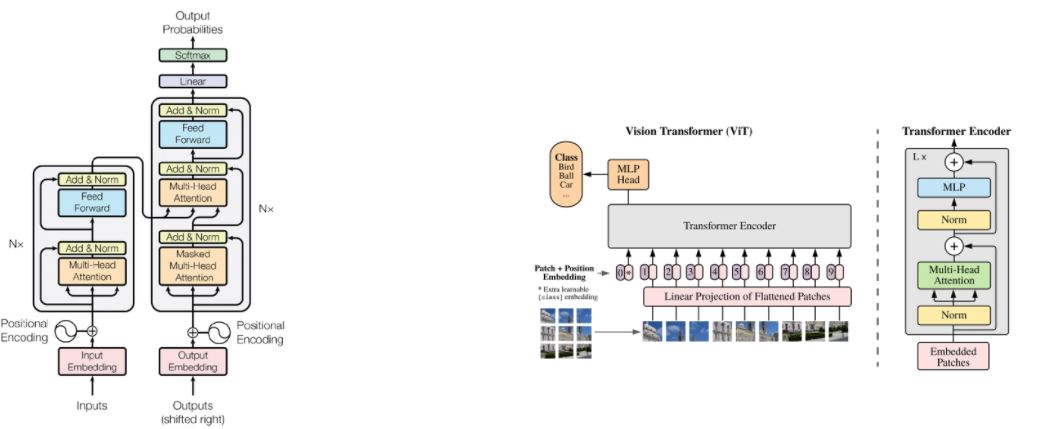 Output
Probabilities
Softmax
Linear
Add & Norm
Feed
Forward
Add & Norm
Multi-Head
Attention
Nx
Add & Norm
Masked
Multi-Head
Attention
Add & Norm
Feed
Forward
Nx
Add & Norm
Multi-Head
Attention
Positional
Encoding
Positional
Encoding
Input
Embedding
Output
Embedding
Inputs
Outputs
(shifted right)
Vision Transformer (ViT)
Class
Bird
Ball
Car
...
MLP
Head
Transformer Encoder
Patch + Position
Embedding
* Extra learnable
[class] embedding
0 * 1 2 3 4 5 6 7 8 9
Linear Projection of Flattened Patches
Transformer Encoder
L x
+
MLP
Norm
+
Multi-Head
Attention
Norm
Embedded
Patches